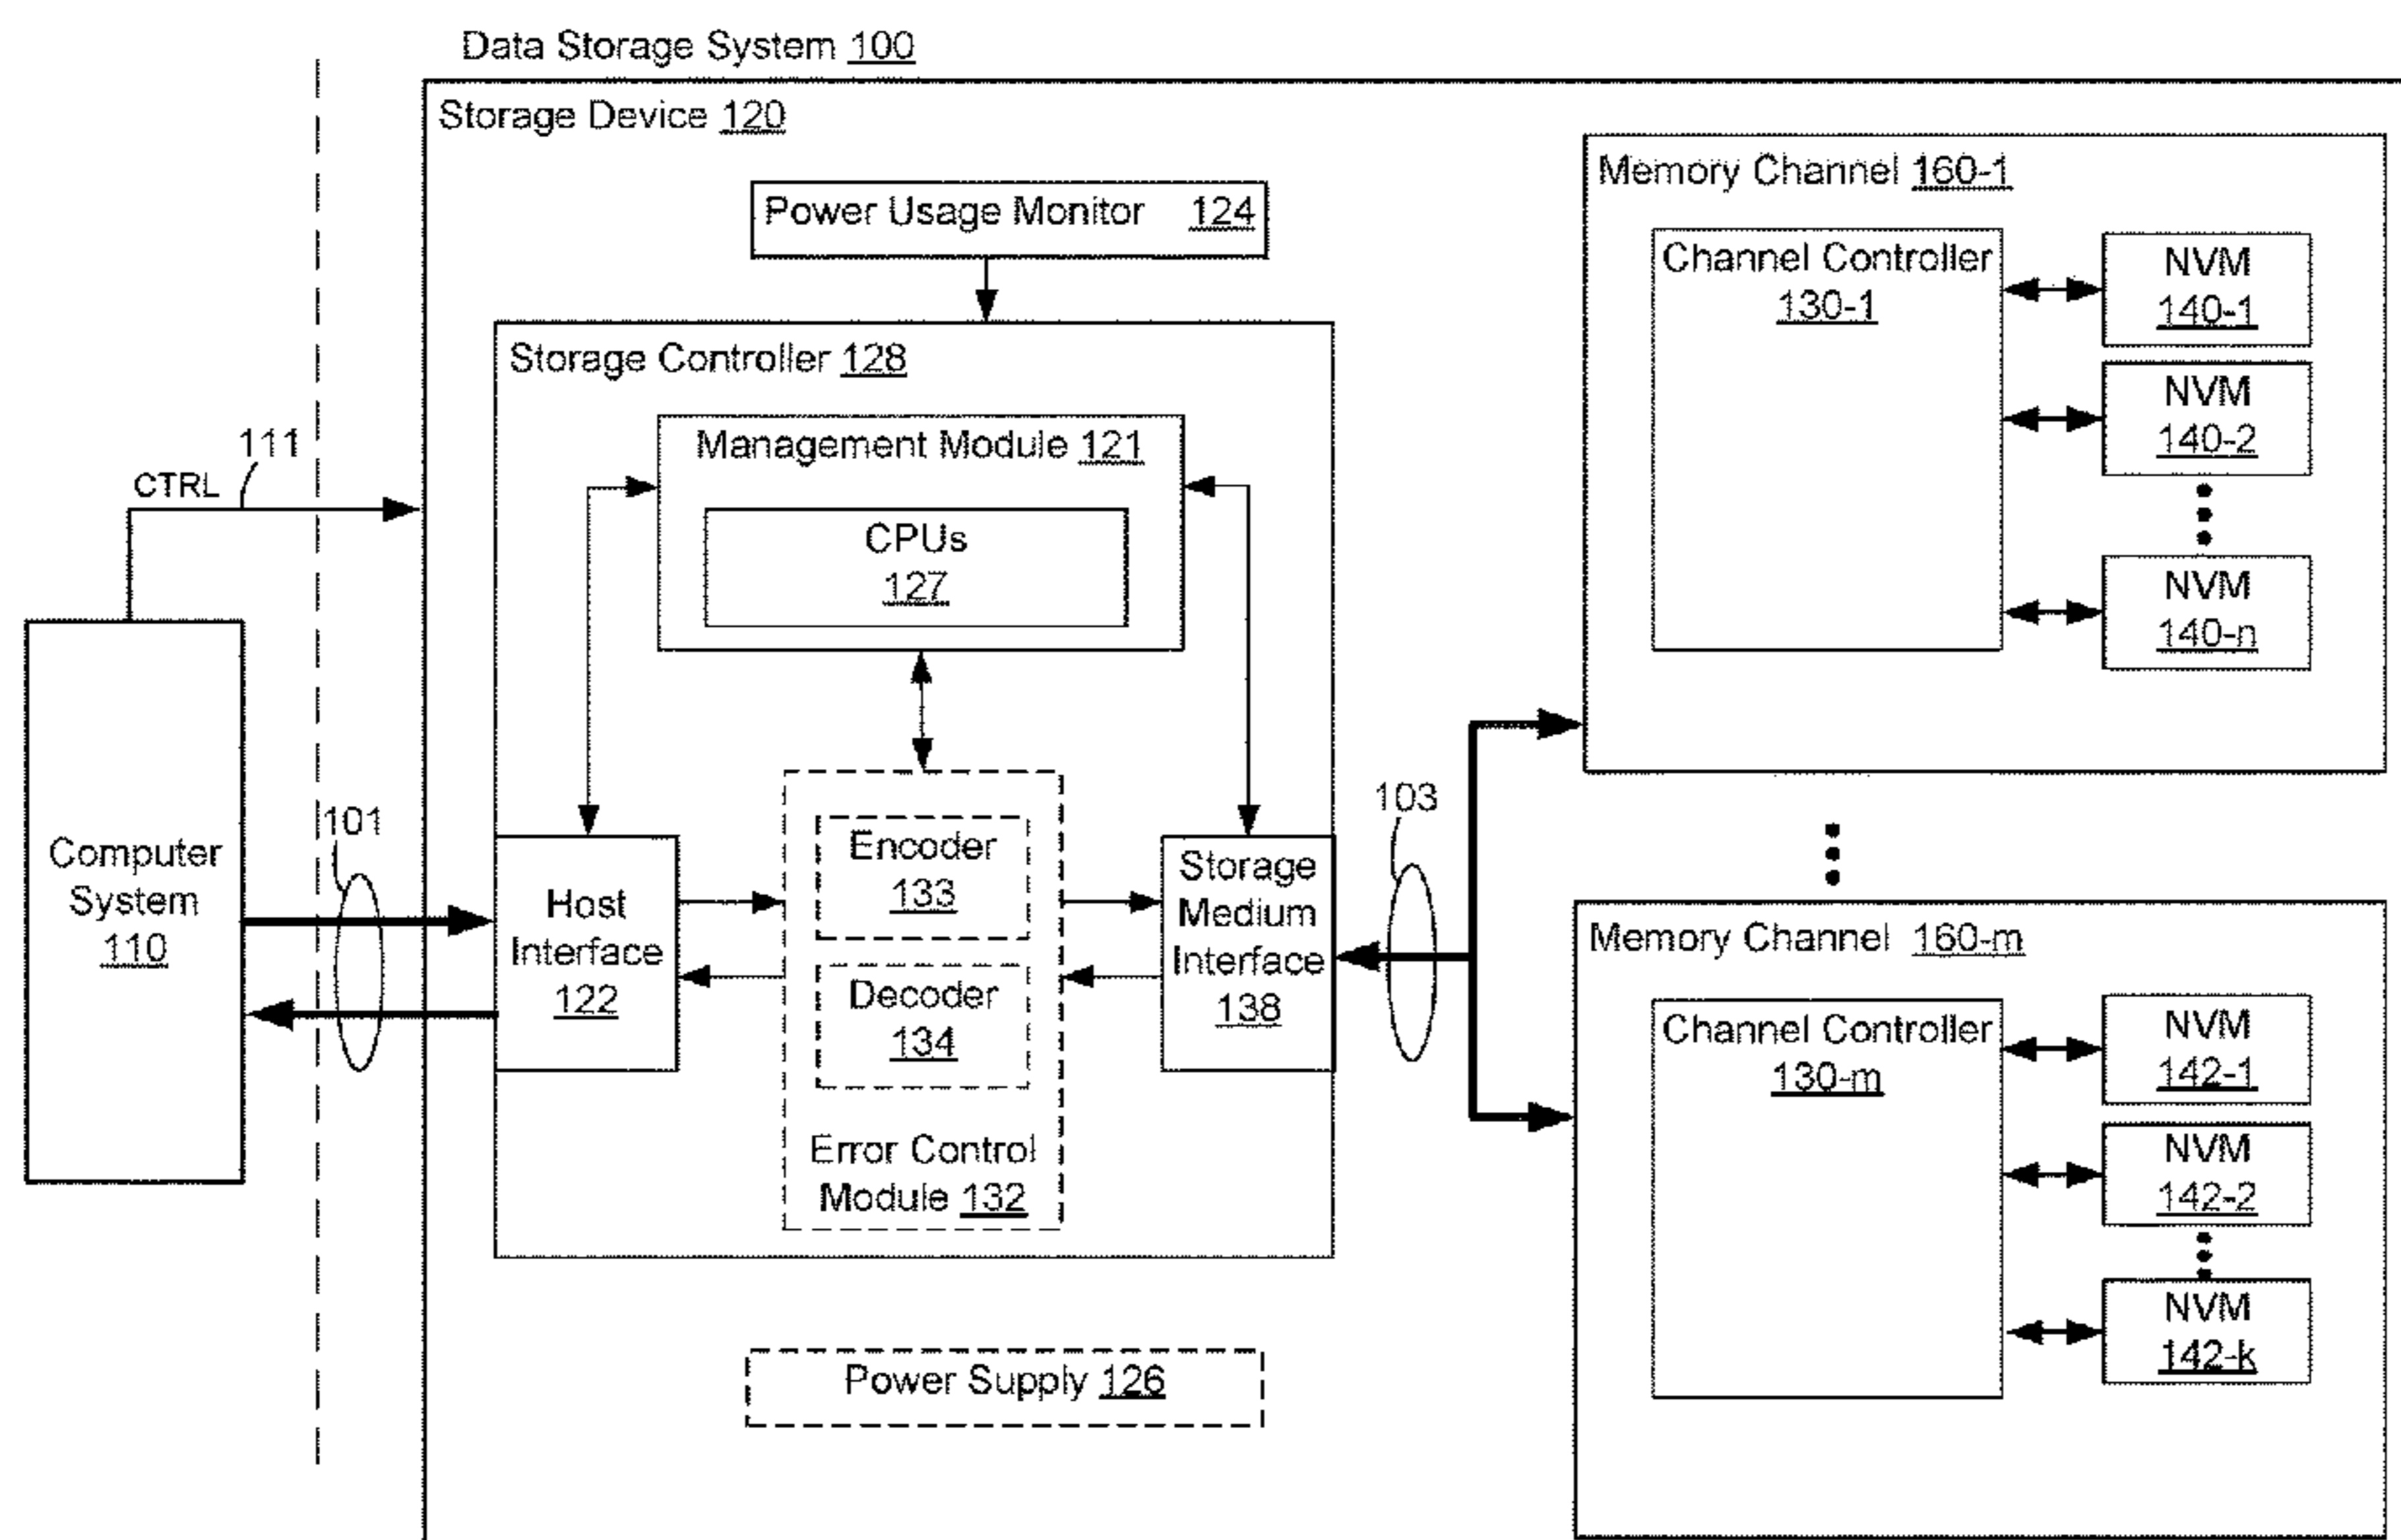 Data Storage System 100
Storage Device 120
Power Usage Monitor 124
Storage Controller 128
Management Module 121
CPUs
127
111
CTRL
Computer
System
110
101
Host
Interface
122
Encoder
133
Decoder
134
Error Control
Module 132
Storage
Medium
Interface
138
103
Power Supply 126
Memory Channel 160-1
Channel Controller
130-1
NVM
140-1
NVM
140-2
NVM
140-n
Memory Channel 160-m
Channel Controller
130-m
NVM
142-1
NVM
142-2
NVM
142-k